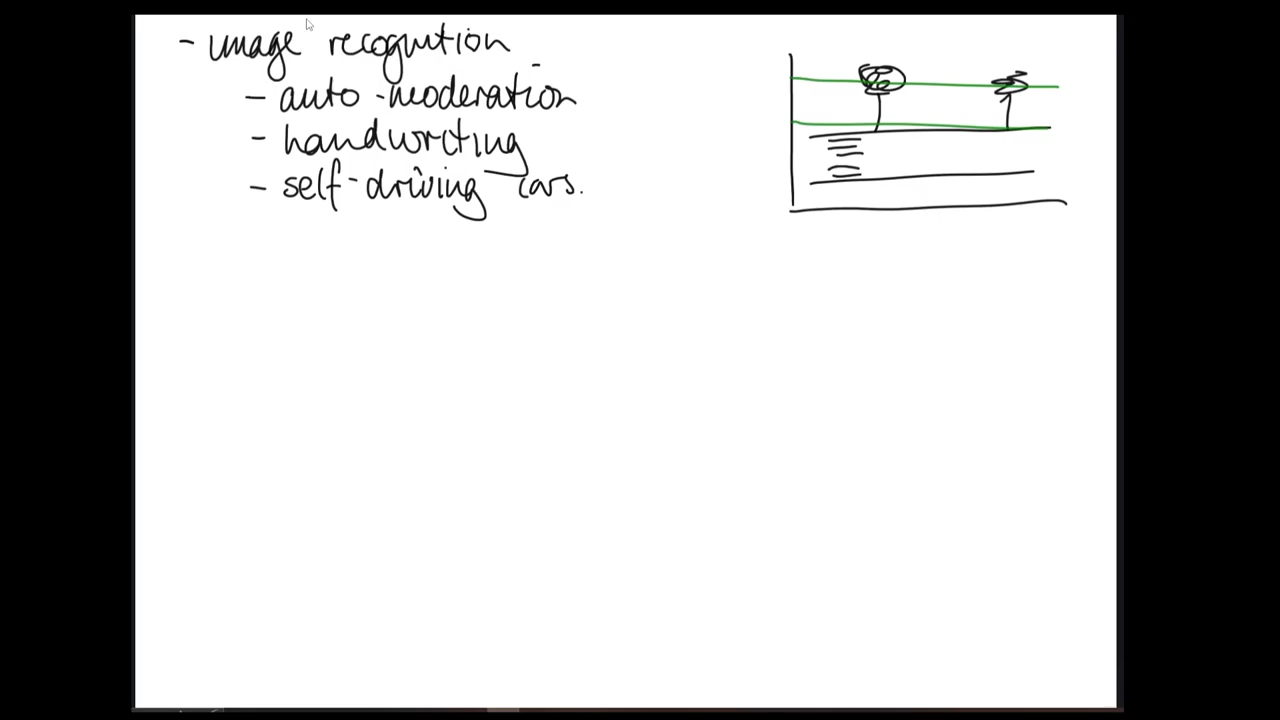 - image recognition
- auto-moderation
- handwriting
- self-driving cars.